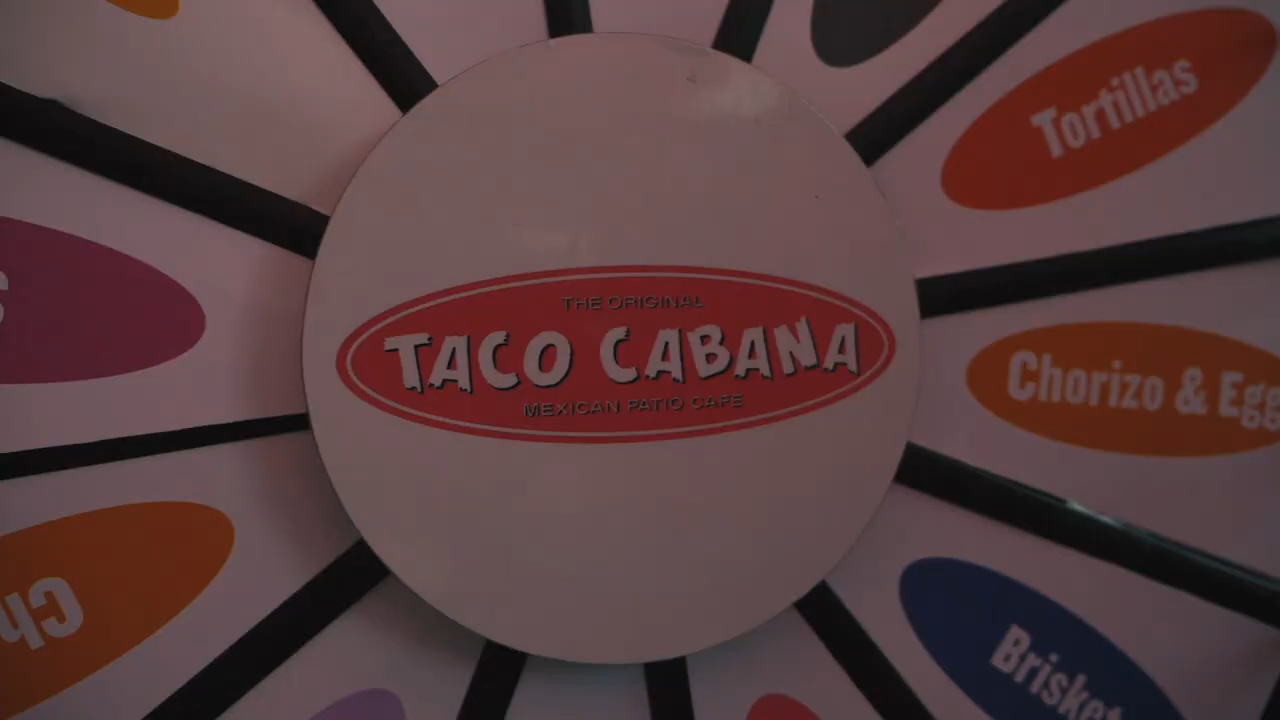 THE ORIGINAL
TACO CABANA
MEXICAN PATIO CAFE
Tortillas
Chorizo & Egg
Brisket